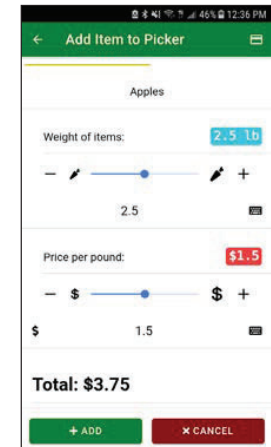 46% 12:36 PM
Add Item to Picker
Apples
Weight of items: 2.5 lb
2.5
Price per pound: $1.5
$ $
$ 1.5
Total: $3.75
+ ADD × CANCEL